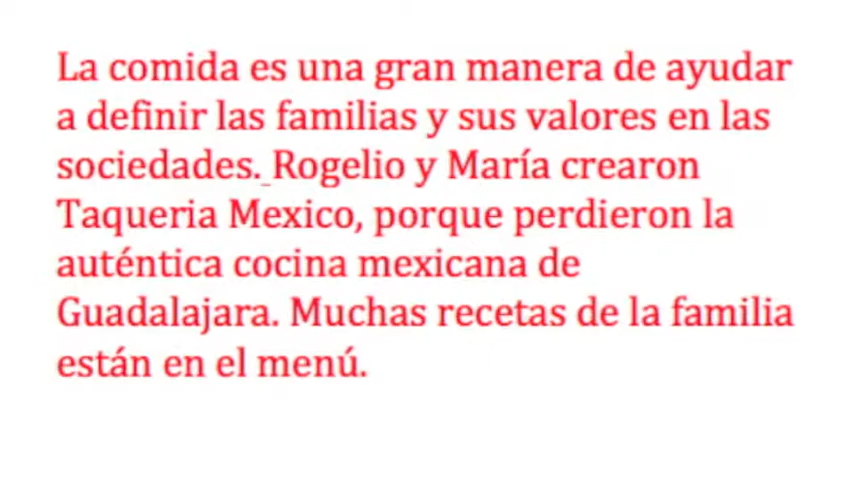 La comida es una gran manera de ayudar
a definir las familias y sus valores en las
sociedades. Rogelio y María crearon
Taqueria Mexico, porque perdieron la
auténtica cocina mexicana de
Guadalajara. Muchas recetas de la familia
están en el menú.